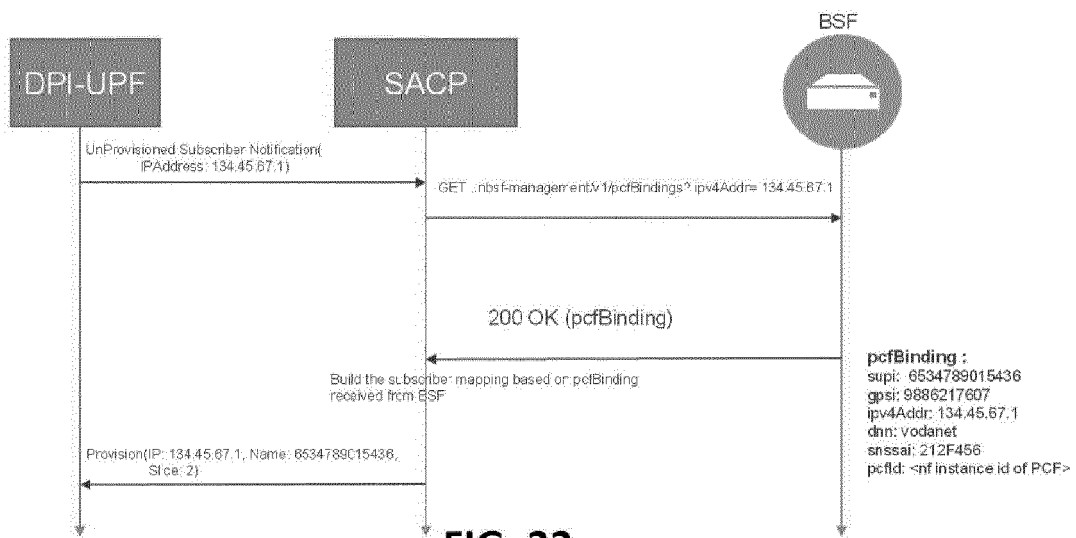 BSF
DPI-UPF
SACP
UnProvisioned Subscriber Notification(
IPAddress: 134.45.67.1)
GET ..nbsf-management/v1/pcfBindings? ipv4Addr= 134.45.67.1
200 OK (pcfBinding)
Build the subscriber mapping based on pcfBinding
received from BSF
pcfBinding :
supi: 6534789015436
gpsi: 9886217607
ipv4Addr: 134.45.67.1
dnn: vodanet
snssai: 212F456
pcfId: <nf instance id of PCF>
Provision(IP: 134.45.67.1, Name: 6534789015436,
Slice: 2)
FIG. 22